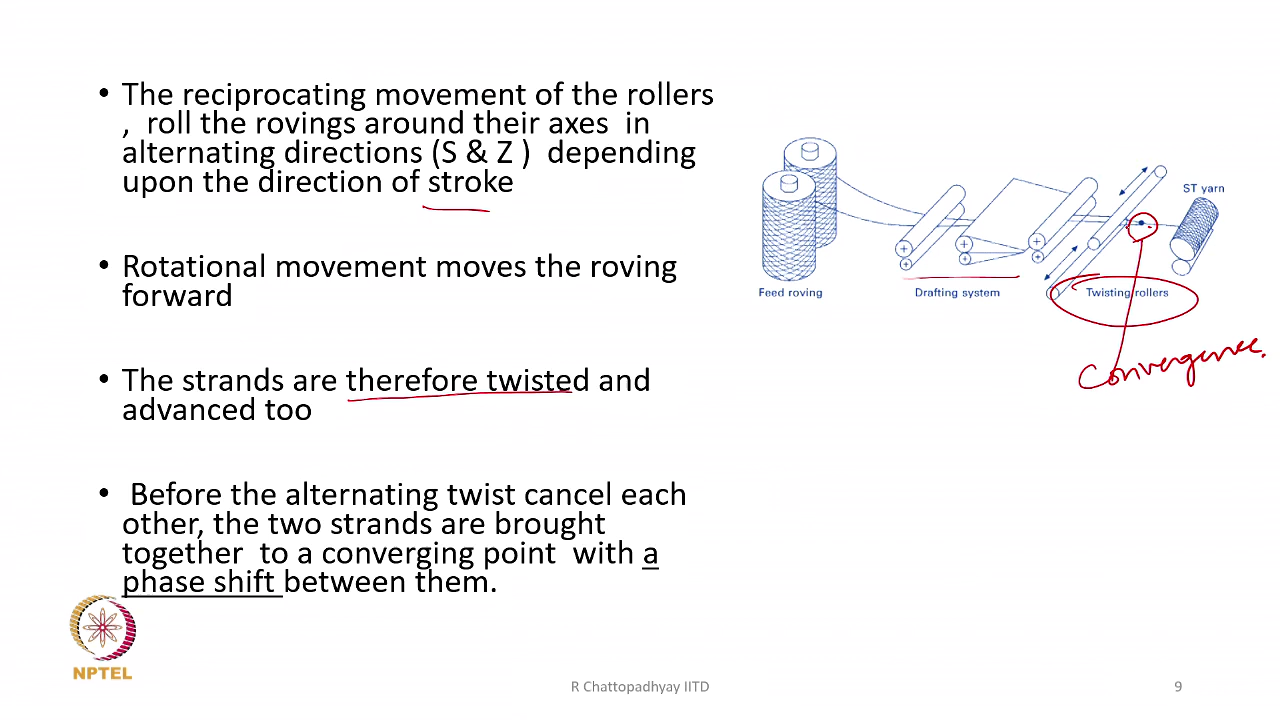 • The reciprocating movement of the rollers
, roll the rovings around their axes in
alternating directions (S & Z ) depending
upon the direction of stroke
• Rotational movement moves the roving
forward
• The strands are therefore twisted and
advanced too
• Before the alternating twist cancel each
other, the two strands are brought
together to a converging point with a
phase shift between them.
ST yarn
Feed roving
Drafting system
Twisting rollers
Convergence.
NPTEL
R Chattopadhyay IITD
9